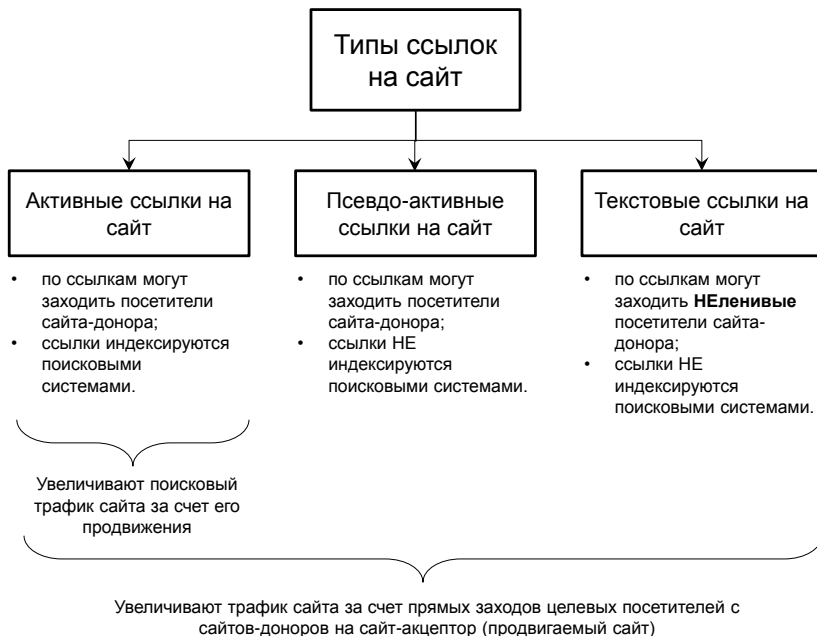 Типы ссылок
на сайт
Активные ссылки на
сайт
• по ссылкам могут
заходить посетители
сайта-донора;
• ссылки индексируются
поисковыми
системами.
Псевдо-активные
ссылки на сайт
• по ссылкам могут
заходить посетители
сайта-донора;
• ссылки НЕ
индексируются
поисковыми системами.
Текстовые ссылки на
сайт
• по ссылкам могут
заходить НЕленивые
посетители сайта-
донора;
• ссылки НЕ
индексируются
поисковыми системами.
Увеличивают поисковый
трафик сайта за счет его
продвижения
Увеличивают трафик сайта за счет прямых заходов целевых посетителей с
сайтов-доноров на сайт-акцептор (продвигаемый сайт)